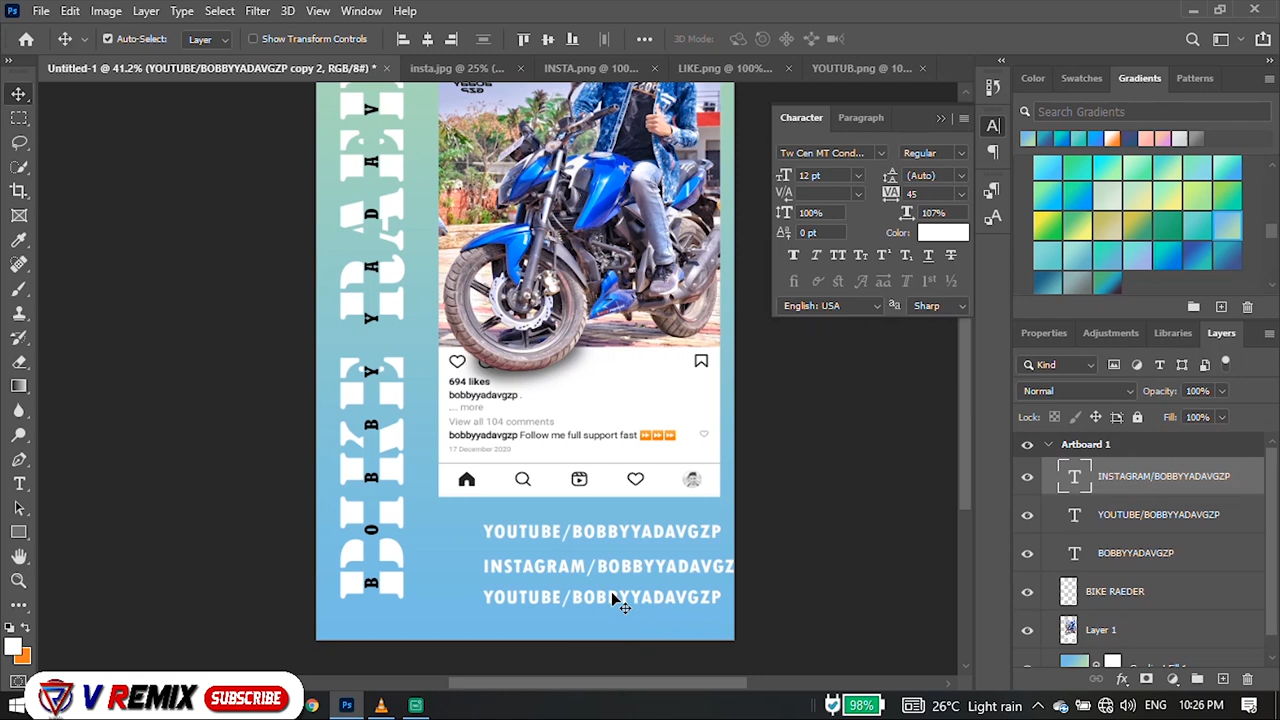 Ps File Edit Image Layer Type Select Filter 3D View Window Help
Auto-Select: Layer Show Transform Controls 3D Mode:
Untitled-1 @ 41.2% (YOUTUBE/BOBBYYADAVGZP copy 2, RGB/8#) * × insta.jpg @ 25% (... × INSTA.png @ 100... × LIKE.png @ 100%... × YOUTUB.png @ 10... ×
Color Swatches Gradients Patterns
Search Gradients
Character Paragraph
Tw Cen MT Cond... Regular
12 pt (Auto)
45
100% 107%
0 pt Color:
English: USA Sharp
BIKE RAEDER
BOBBY YADAV
694 likes
bobbyyadavgzp .
.... more
View all 104 comments
bobbyyadavgzp Follow me full support fast ⏩⏩⏩
17 December 2020
YOUTUBE/BOBBYYADAVGZP
INSTAGRAM/BOBBYYADAVGZ
YOUTUBE/BOBBYYADAVGZP
Properties Adjustments Libraries Layers
Kind
Normal Opacity: 100%
Lock: Fill: 100%
Artboard 1
INSTAGRAM/BOBBYYADAVGZP
YOUTUBE/BOBBYYADAVGZP
BOBBYYADAVGZP
BIKE RAEDER
Layer 1
V REMIX SUBSCRIBE
Ps 98% 26°C Light rain ENG 10:26 PM